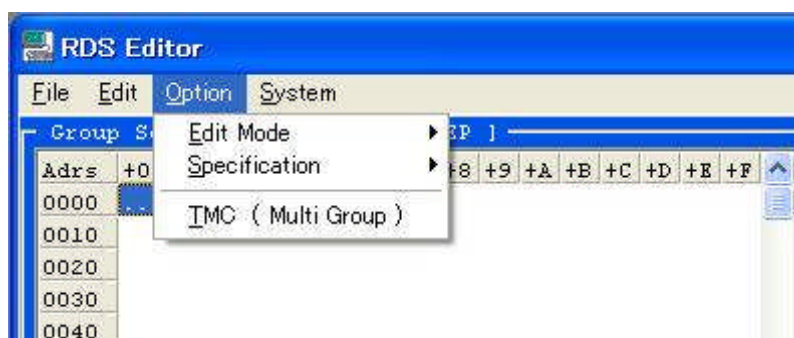 RDS Editor
File Edit Option System
Group S EP ]
Edit Mode
Specification
TMC ( Multi Group )
Adrs +0 +8 +9 +A +B +C +D +E +F
0000 ..
0010
0020
0030
0040